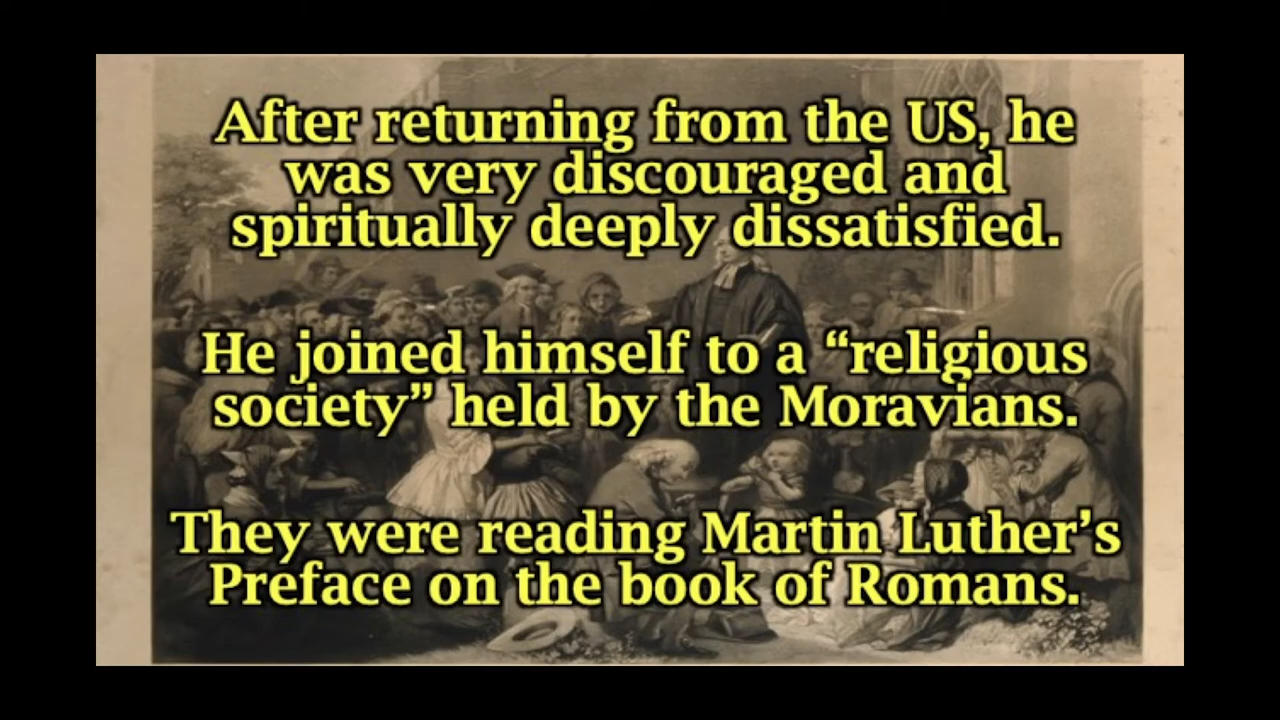 After returning from the US, he
was very discouraged and
spiritually deeply dissatisfied.
He joined himself to a “religious
society” held by the Moravians.
They were reading Martin Luther’s
Preface on the book of Romans.